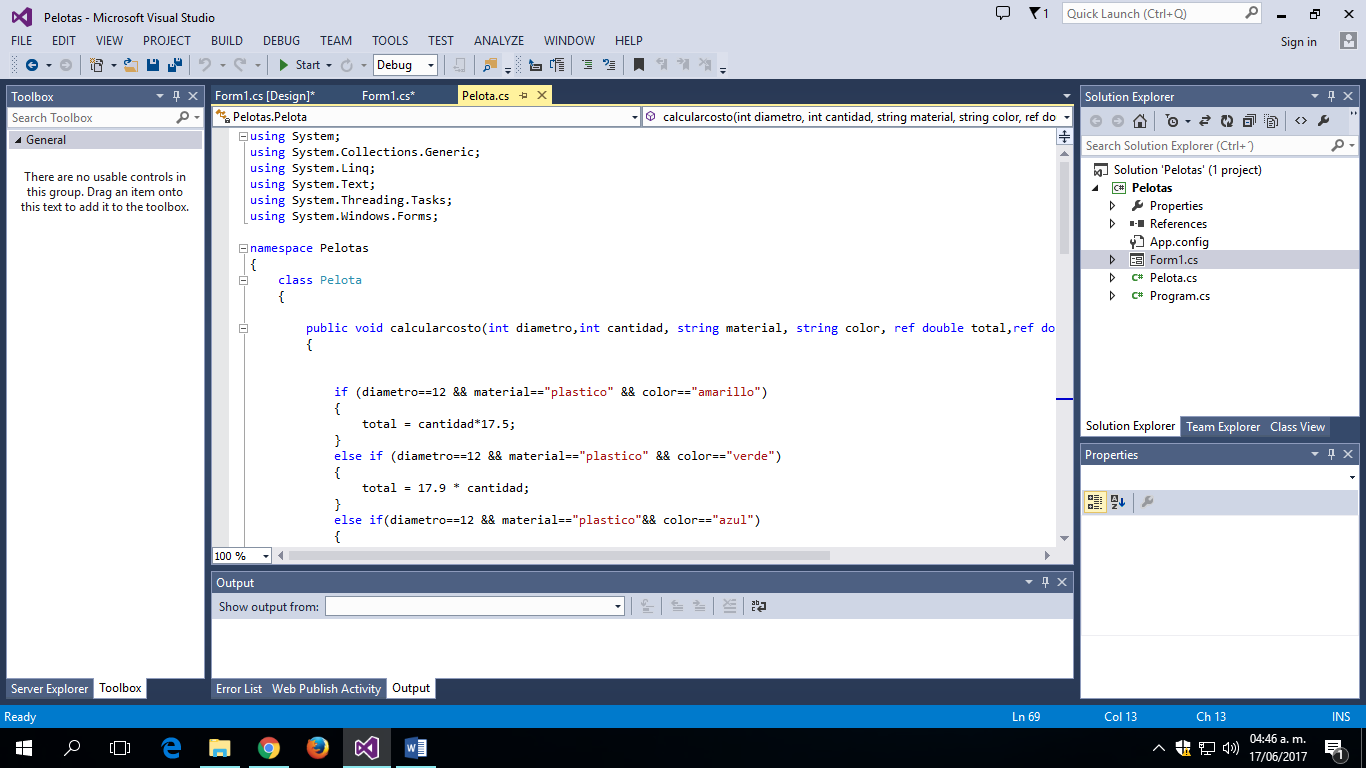 Pelotas - Microsoft Visual Studio
1
Quick Launch (Ctrl+Q)
FILE EDIT VIEW PROJECT BUILD DEBUG TEAM TOOLS TEST ANALYZE WINDOW HELP
Sign in
Start
Debug
Toolbox
Search Toolbox
General
There are no usable controls in
this group. Drag an item onto
this text to add it to the toolbox.
Server Explorer Toolbox
Form1.cs [Design]* Form1.cs* Pelota.cs
Pelotas.Pelota
calcularcosto(int diametro, int cantidad, string material, string color, ref do
using System;
using System.Collections.Generic;
using System.Linq;
using System.Text;
using System.Threading.Tasks;
using System.Windows.Forms;
namespace Pelotas
{
class Pelota
{
public void calcularcosto(int diametro,int cantidad, string material, string color, ref double total,ref do
{
if (diametro==12 && material=="plastico" && color=="amarillo")
{
total = cantidad*17.5;
}
else if (diametro==12 && material=="plastico" && color=="verde")
{
total = 17.9 * cantidad;
}
else if(diametro==12 && material=="plastico"&& color=="azul")
{
100 %
Output
Show output from:
Error List Web Publish Activity Output
Solution Explorer
Search Solution Explorer (Ctrl+´)
Solution 'Pelotas' (1 project)
Pelotas
Properties
References
App.config
Form1.cs
Pelota.cs
Program.cs
Solution Explorer Team Explorer Class View
Properties
Ready
Ln 69 Col 13 Ch 13 INS
04:46 a. m.
17/06/2017
1